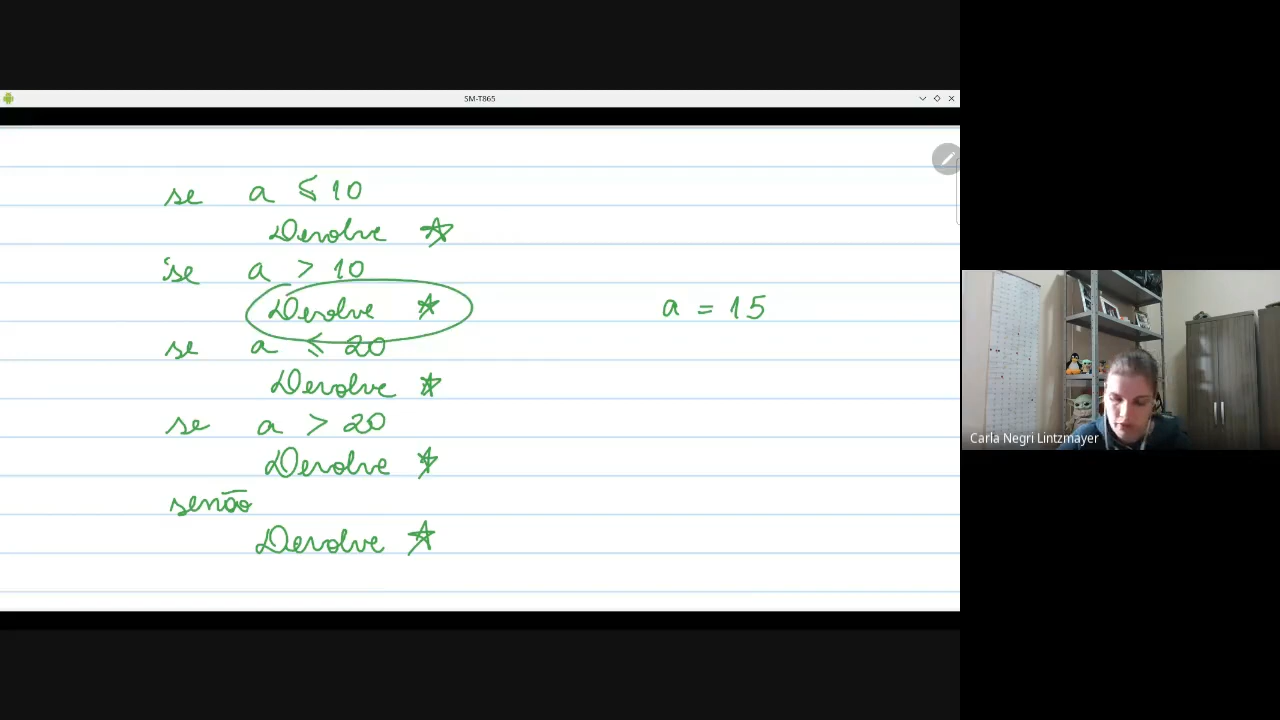 SM-T865
se a ⩽ 10
Devolve ☆
se a > 10
Devolve ☆
a = 15
se a ⩽ 20
Devolve ☆
se a > 20
Devolve ☆
senão
Devolve ☆
Carla Negri Lintzmayer